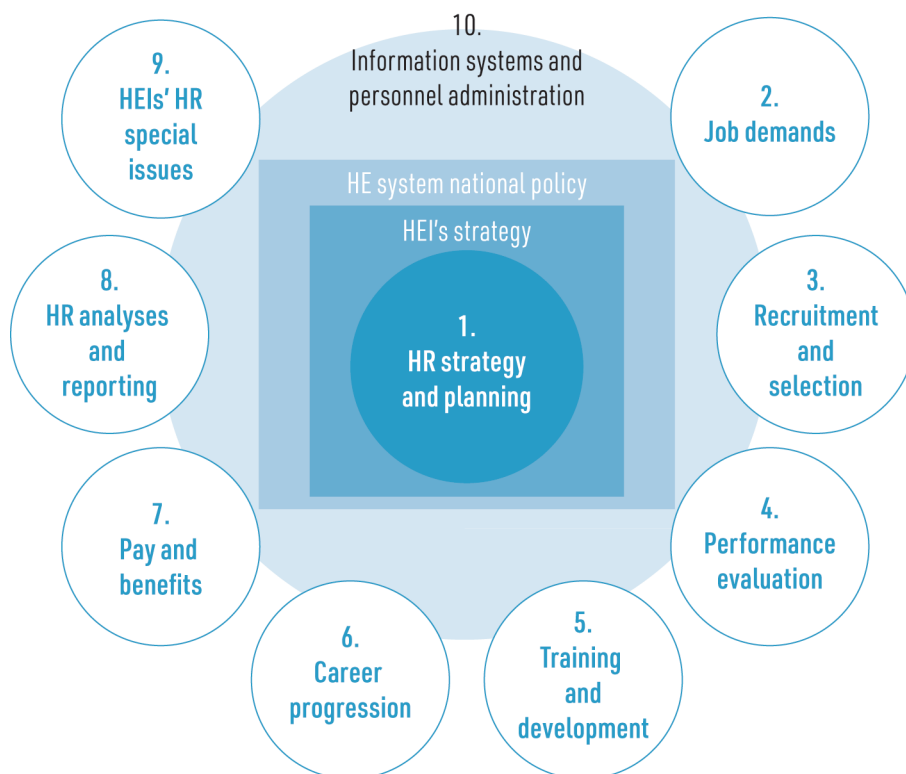 10.
Information systems and
personnel administration
9.
HEIs’ HR
special
issues
2.
Job demands
HE system national policy
HEI’s strategy
8.
HR analyses
and
reporting
1.
HR strategy
and planning
3.
Recruitment
and
selection
7.
Pay and
benefits
4.
Performance
evaluation
6.
Career
progression
5.
Training
and
development